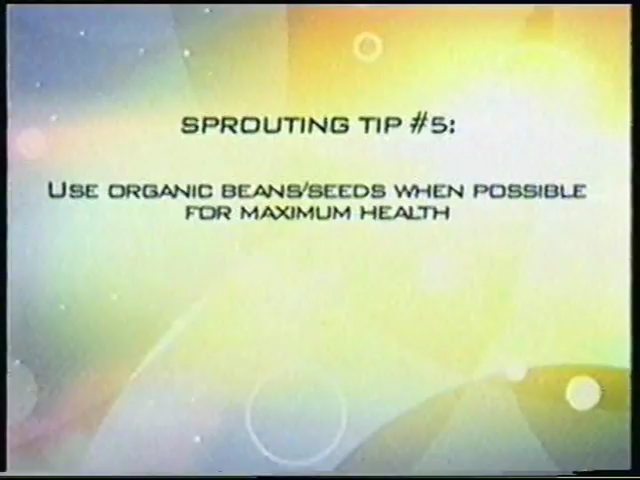 SPROUTING TIP #5:
USE ORGANIC BEANS/SEEDS WHEN POSSIBLE
FOR MAXIMUM HEALTH